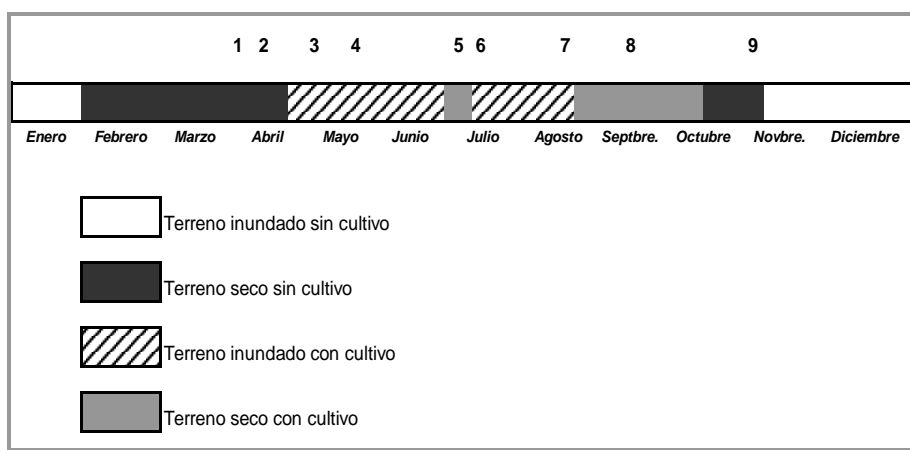 1 2 3 4 5 6 7 8 9
Enero Febrero Marzo Abril Mayo Junio Julio Agosto Septbre. Octubre Novbre. Diciembre
Terreno inundado sin cultivo
Terreno seco sin cultivo
Terreno inundado con cultivo
Terreno seco con cultivo